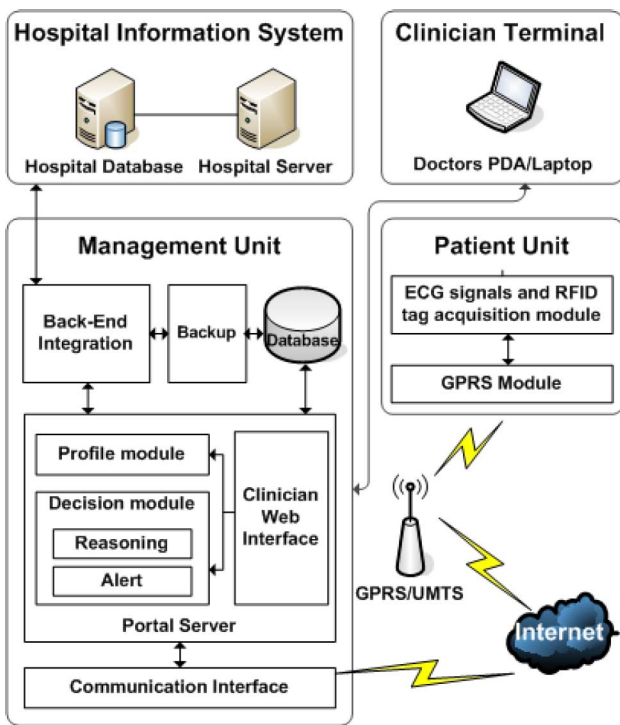 Hospital Information System
Hospital Database
Hospital Server
Clinician Terminal
Doctors PDA/Laptop
Management Unit
Back-End
Integration
Backup
Database
Profile module
Decision module
Reasoning
Alert
Clinician
Web
Interface
Portal Server
Communication Interface
Patient Unit
ECG signals and RFID
tag acquisition module
GPRS Module
GPRS/UMTS
Internet